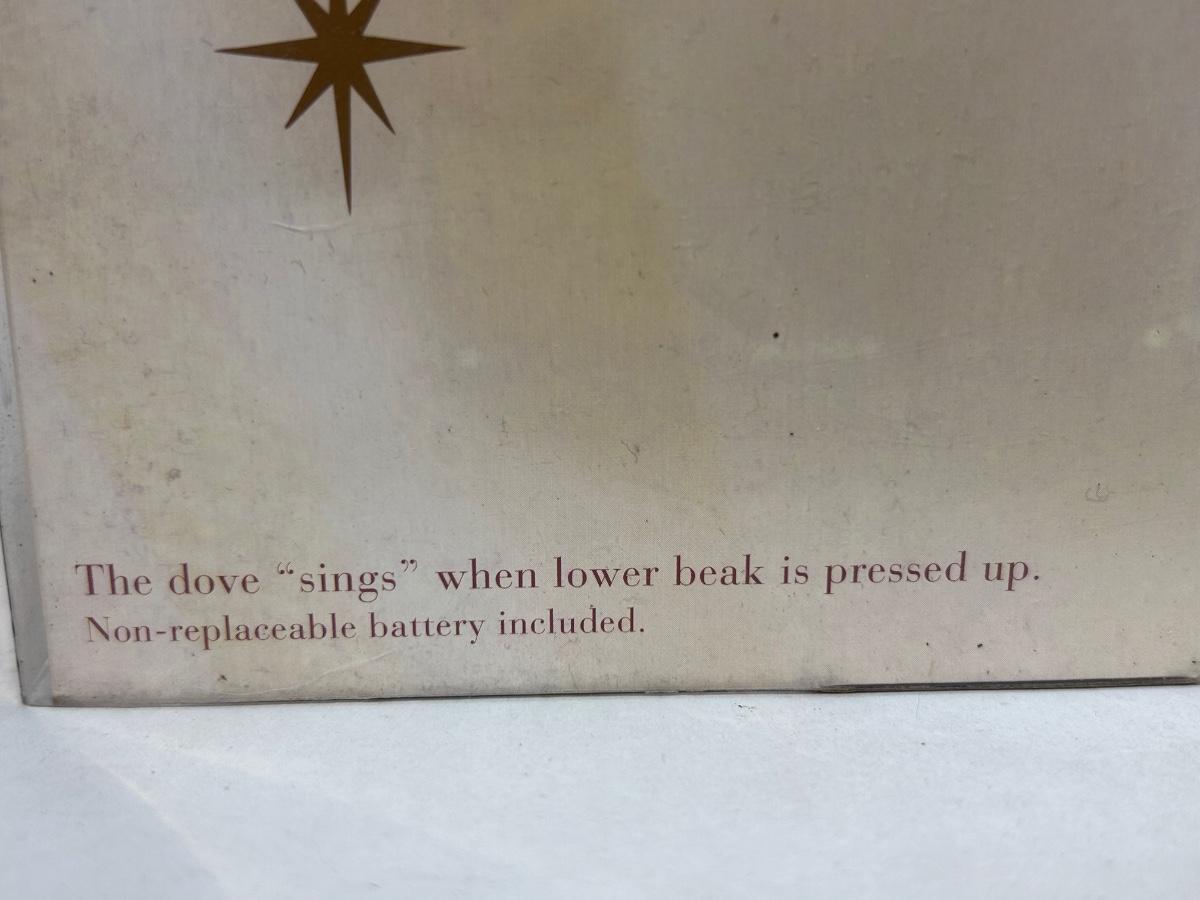 The dove “sings” when lower beak is pressed up.
Non-replaceable battery included.